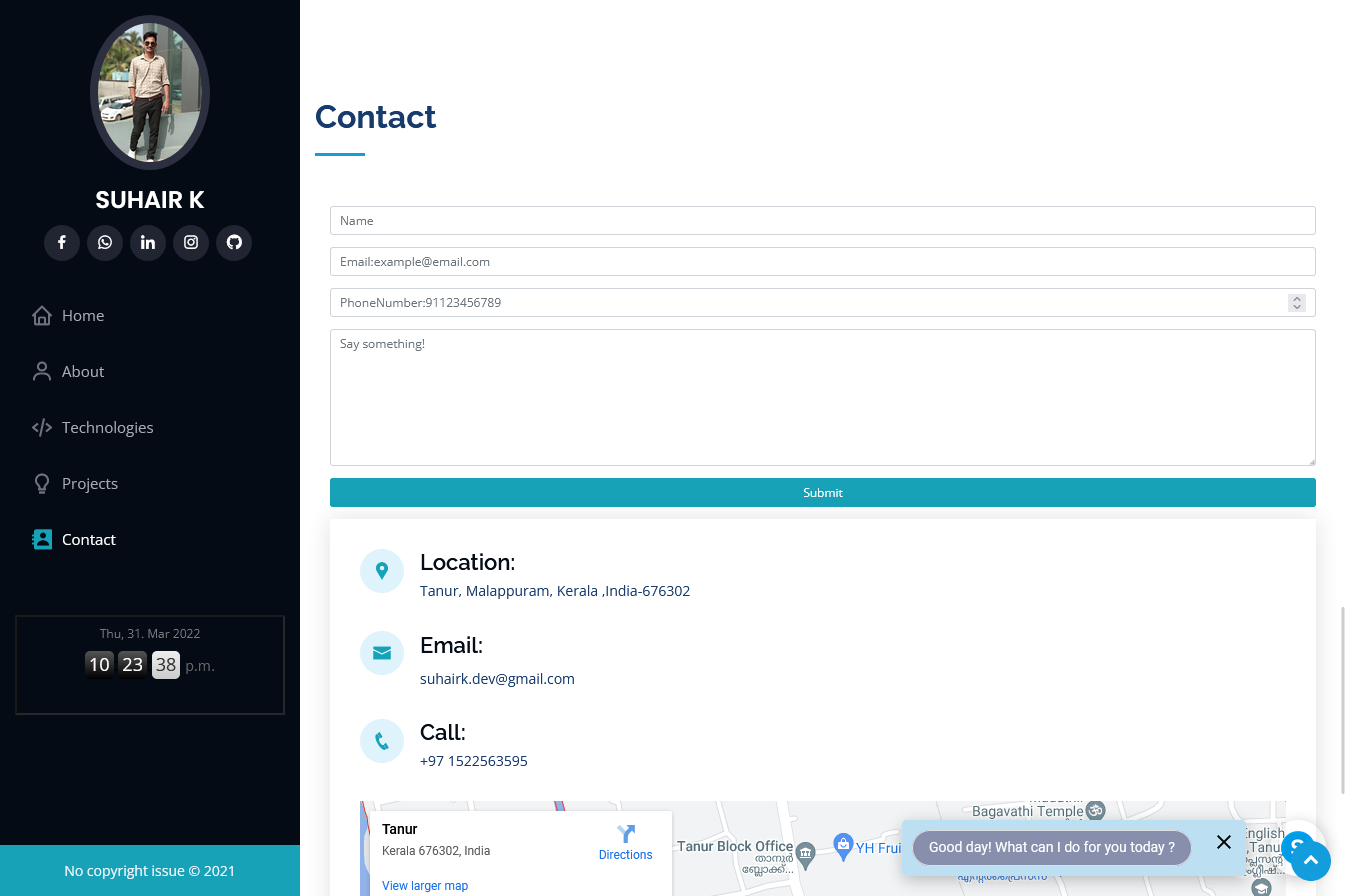 SUHAIR K
Home
About
Technologies
Projects
Contact
Thu, 31. Mar 2022
10 23 38 p.m.
No copyright issue © 2021
Contact
Name
Email:example@email.com
PhoneNumber:91123456789
Say something!
Submit
Location:
Tanur, Malappuram, Kerala ,India-676302
Email:
suhairk.dev@gmail.com
Call:
+97 1522563595
Tanur
Kerala 676302, India
Directions
View larger map
Bagavathi Temple
Tanur Block Office
താനൂർ
ബ്ലോക്ക്...
YH Frui
English
,Tanu
Good day! What can I do for you today ?